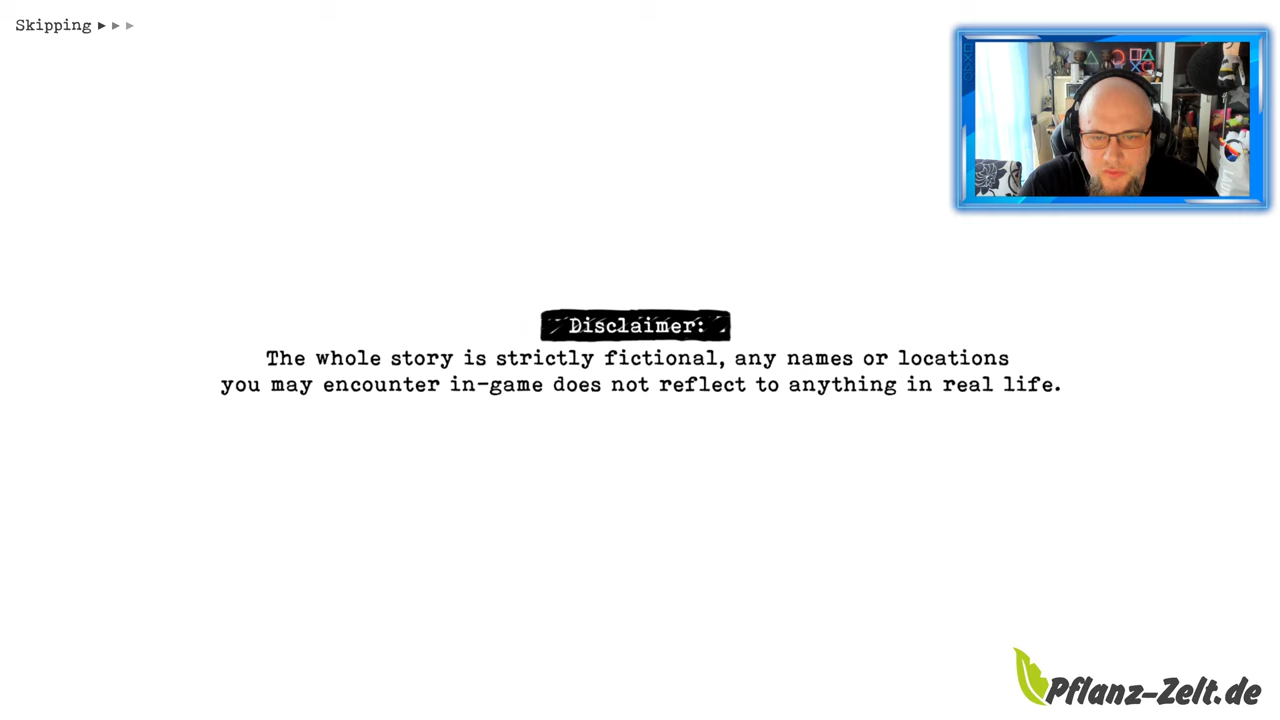 Skipping
Disclaimer:
The whole story is strictly fictional, any names or locations
you may encounter in-game does not reflect to anything in real life.
Pflanz-Zelt.de